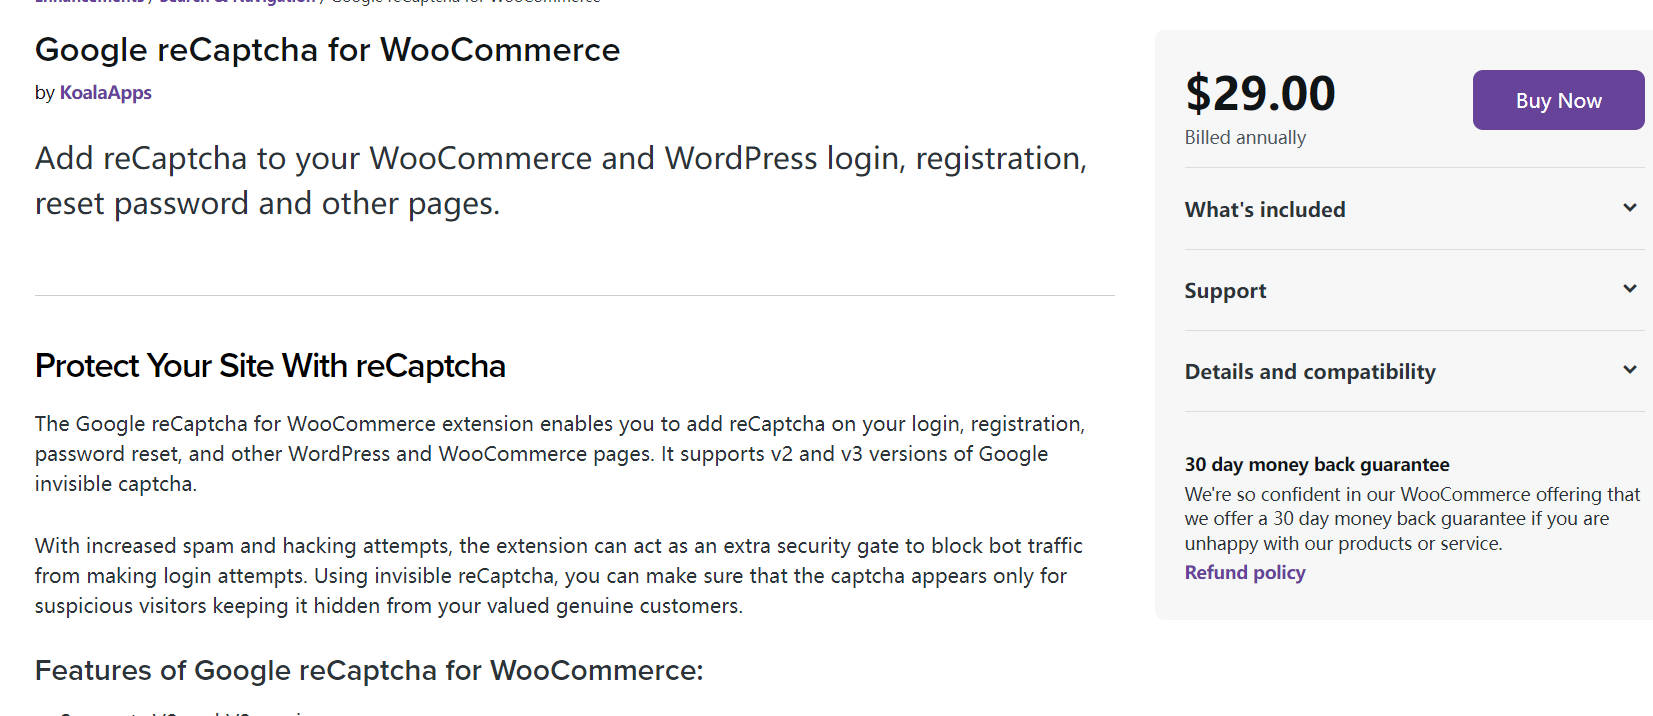 Enhancements / Search & Navigation / Google reCaptcha for WooCommerce
Google reCaptcha for WooCommerce
by KoalaApps
Add reCaptcha to your WooCommerce and WordPress login, registration,
reset password and other pages.
Protect Your Site With reCaptcha
The Google reCaptcha for WooCommerce extension enables you to add reCaptcha on your login, registration,
password reset, and other WordPress and WooCommerce pages. It supports v2 and v3 versions of Google
invisible captcha.
With increased spam and hacking attempts, the extension can act as an extra security gate to block bot traffic
from making login attempts. Using invisible reCaptcha, you can make sure that the captcha appears only for
suspicious visitors keeping it hidden from your valued genuine customers.
Features of Google reCaptcha for WooCommerce:
$29.00
Buy Now
Billed annually
What's included
Support
Details and compatibility
30 day money back guarantee
We're so confident in our WooCommerce offering that
we offer a 30 day money back guarantee if you are
unhappy with our products or service.
Refund policy